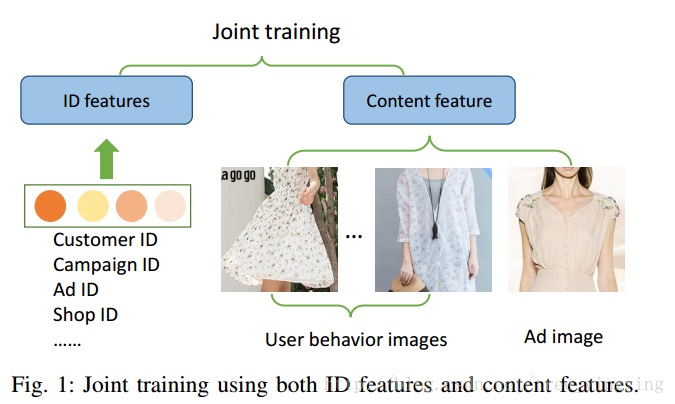 Joint training
ID features
Content feature
a gogo
Customer ID
Campaign ID
Ad ID
Shop ID
......
...
User behavior images
Ad image
Fig. 1: Joint training using both ID features and content features.